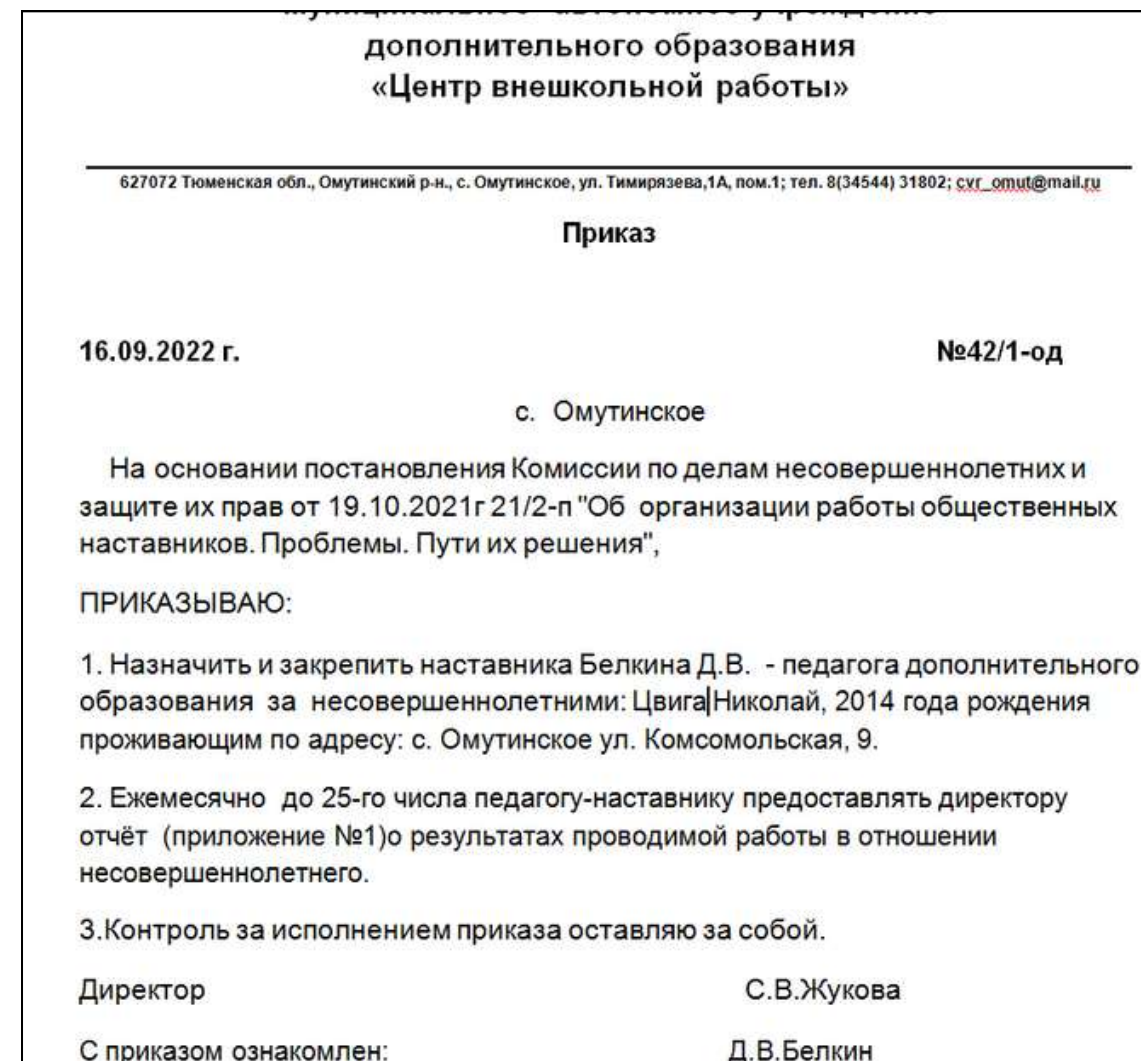 муниципальное автономное учреждение
дополнительного образования
«Центр внешкольной работы»
627072 Тюменская обл., Омутинский р-н., с. Омутинское, ул. Тимирязева,1А, пом.1; тел. 8(34544) 31802; cvr_omut@mail.ru
Приказ
16.09.2022 г. №42/1-од
с. Омутинское
На основании постановления Комиссии по делам несовершеннолетних и
защите их прав от 19.10.2021г 21/2-п "Об организации работы общественных
наставников. Проблемы. Пути их решения",
ПРИКАЗЫВАЮ:
1. Назначить и закрепить наставника Белкина Д.В. - педагога дополнительного
образования за несовершеннолетними: Цвига Николай, 2014 года рождения
проживающим по адресу: с. Омутинское ул. Комсомольская, 9.
2. Ежемесячно до 25-го числа педагогу-наставнику предоставлять директору
отчёт (приложение №1)о результатах проводимой работы в отношении
несовершеннолетнего.
3.Контроль за исполнением приказа оставляю за собой.
Директор С.В.Жукова
С приказом ознакомлен: Д.В.Белкин